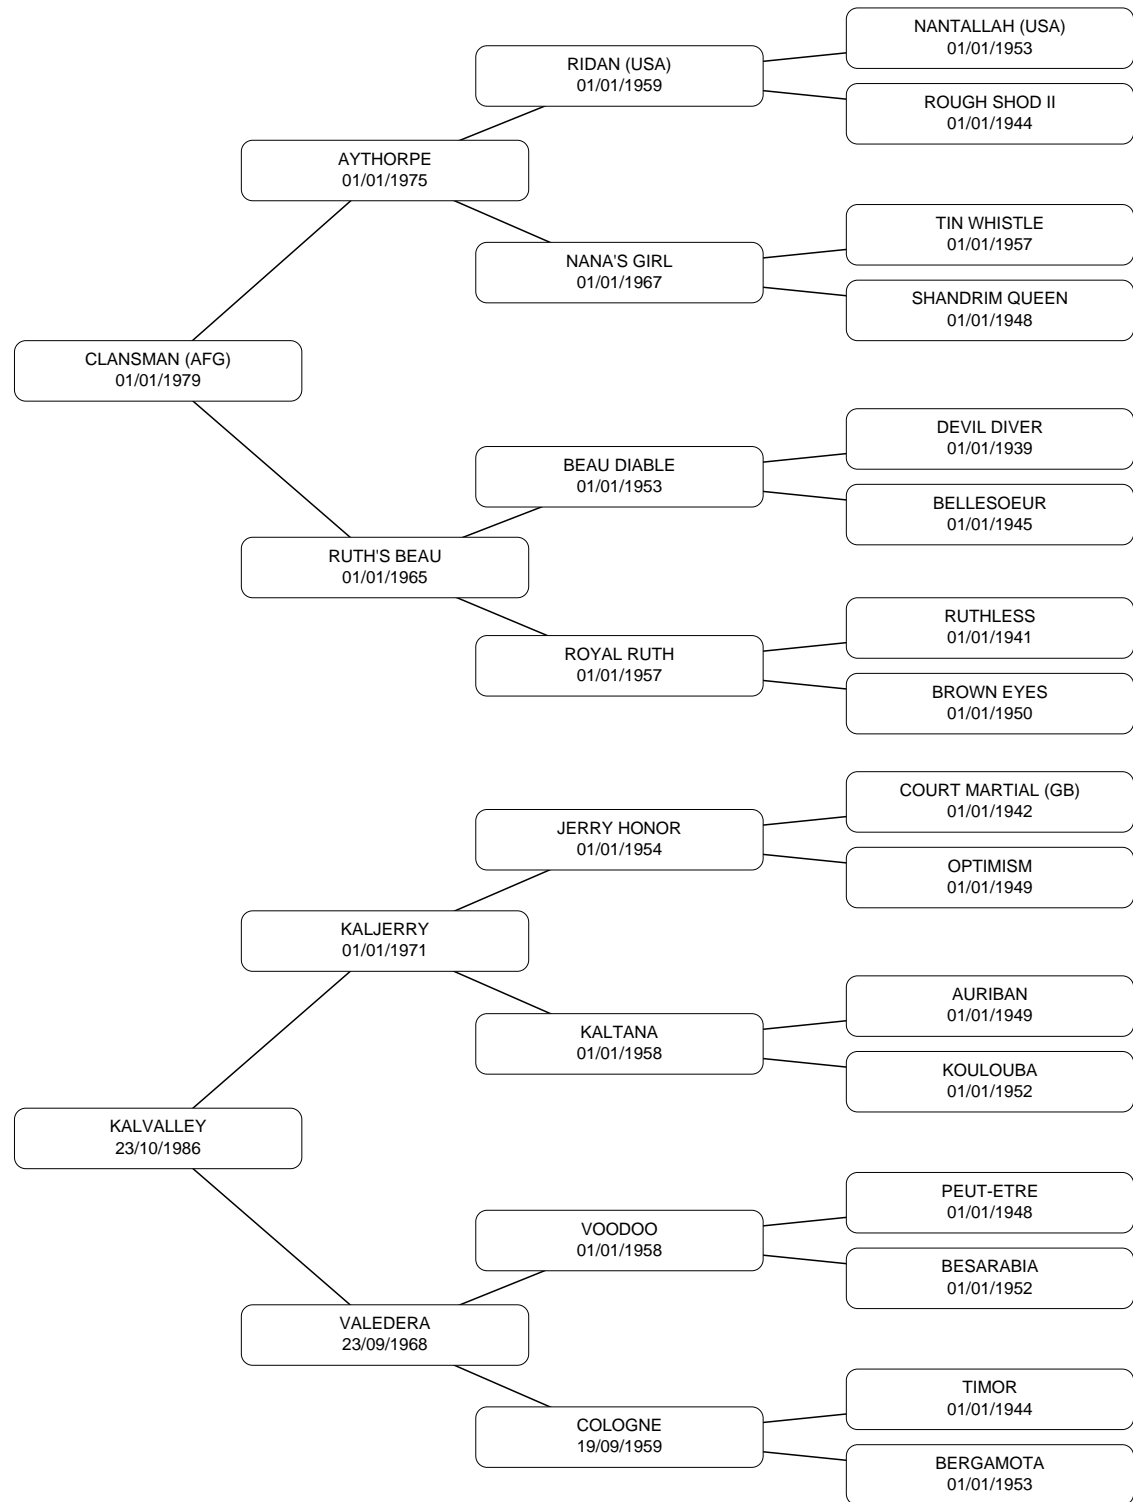 NANTALLAH (USA)
01/01/1953
RIDAN (USA)
01/01/1959
ROUGH SHOD II
01/01/1944
AYTHORPE
01/01/1975
TIN WHISTLE
01/01/1957
NANA'S GIRL
01/01/1967
SHANDRIM QUEEN
01/01/1948
CLANSMAN (AFG)
01/01/1979
DEVIL DIVER
01/01/1939
BEAU DIABLE
01/01/1953
BELLESOEUR
01/01/1945
RUTH'S BEAU
01/01/1965
RUTHLESS
01/01/1941
ROYAL RUTH
01/01/1957
BROWN EYES
01/01/1950
COURT MARTIAL (GB)
01/01/1942
JERRY HONOR
01/01/1954
OPTIMISM
01/01/1949
KALJERRY
01/01/1971
AURIBAN
01/01/1949
KALTANA
01/01/1958
KOULOUBA
01/01/1952
KALVALLEY
23/10/1986
PEUT-ETRE
01/01/1948
VOODOO
01/01/1958
BESARABIA
01/01/1952
VALEDERA
23/09/1968
TIMOR
01/01/1944
COLOGNE
19/09/1959
BERGAMOTA
01/01/1953